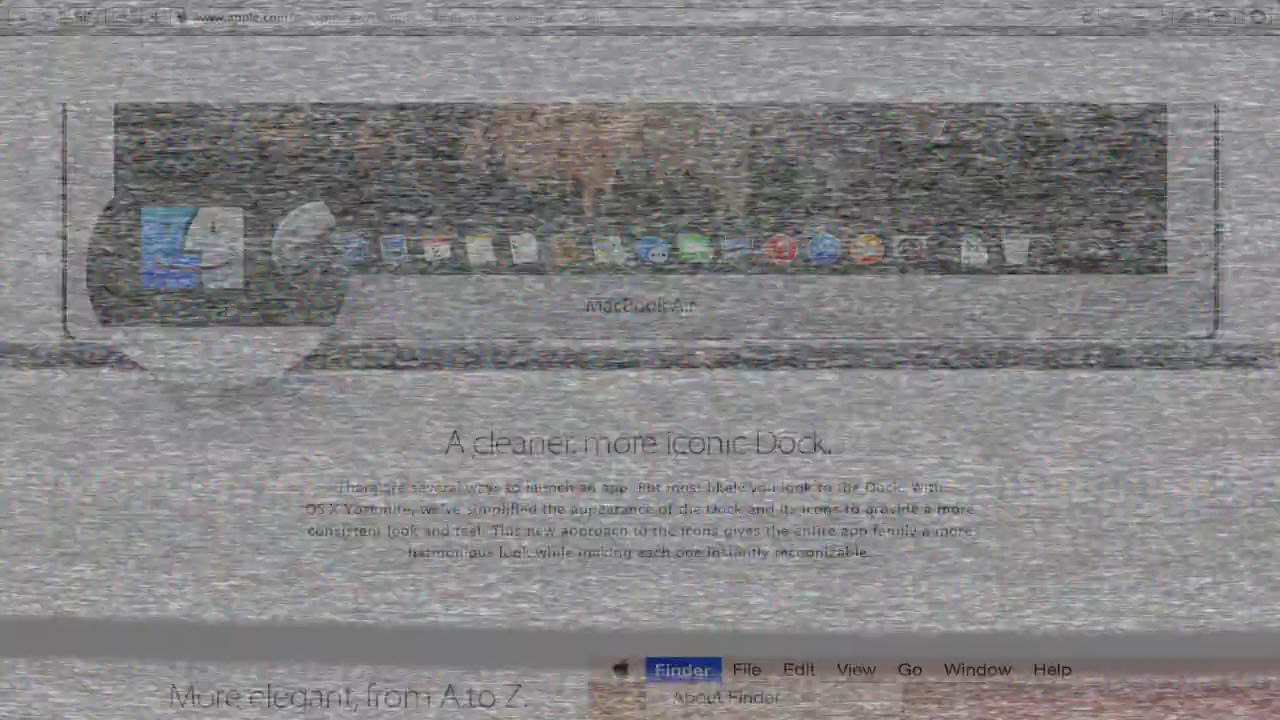 www.apple.com
MacBook Air
A cleaner, more iconic Dock.
There are several ways to launch an app. But most likely you look to the Dock. With
OS X Yosemite, we've simplified the appearance of the Dock and its icons to provide a more
consistent look and feel. This new approach to the icons gives the entire app family a more
harmonious look while making each one instantly recognizable.
Finder File Edit View Go Window Help
More elegant, from A to Z.
About Finder